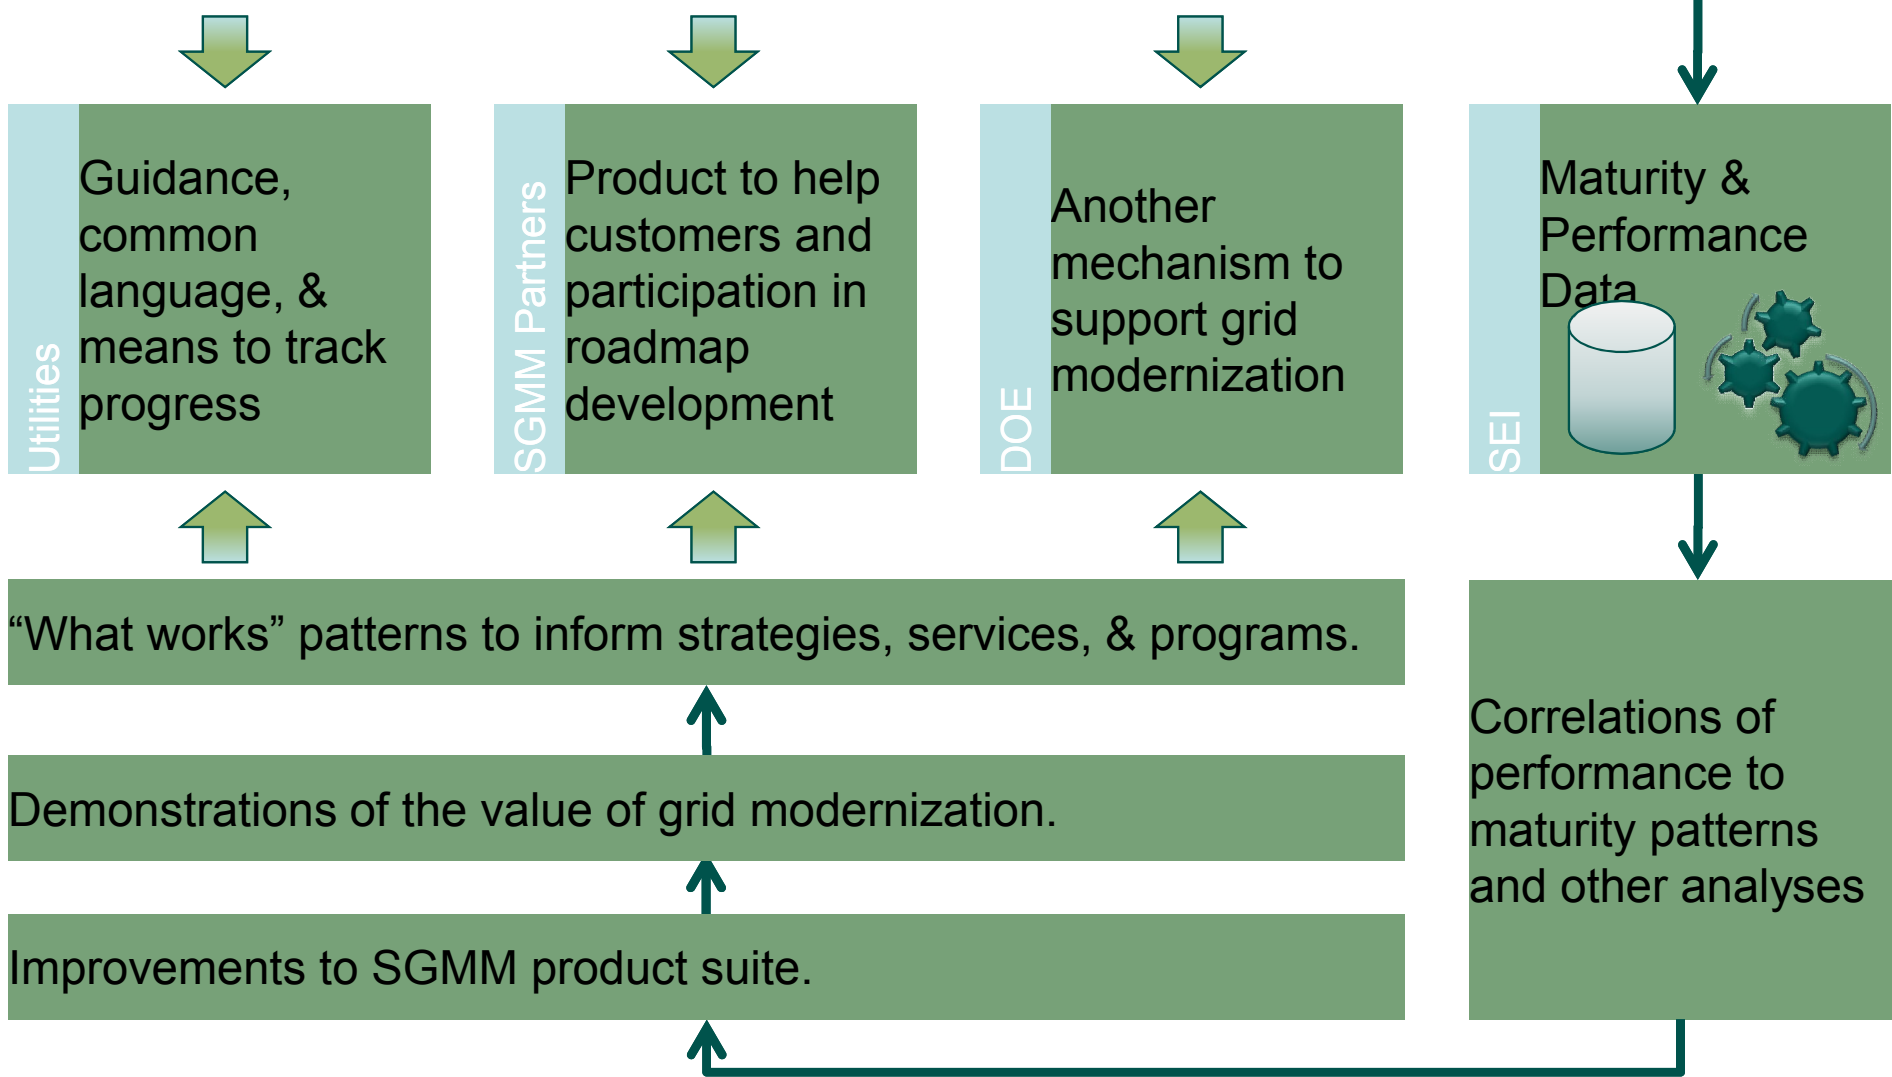 Utilities
Guidance,
common
language, &
means to track
progress
SGMM Partners
Product to help
customers and
participation in
roadmap
development
DOE
Another
mechanism to
support grid
modernization
SEI
Maturity &
Performance
Data
“What works” patterns to inform strategies, services, & programs.
Demonstrations of the value of grid modernization.
Improvements to SGMM product suite.
Correlations of
performance to
maturity patterns
and other analyses